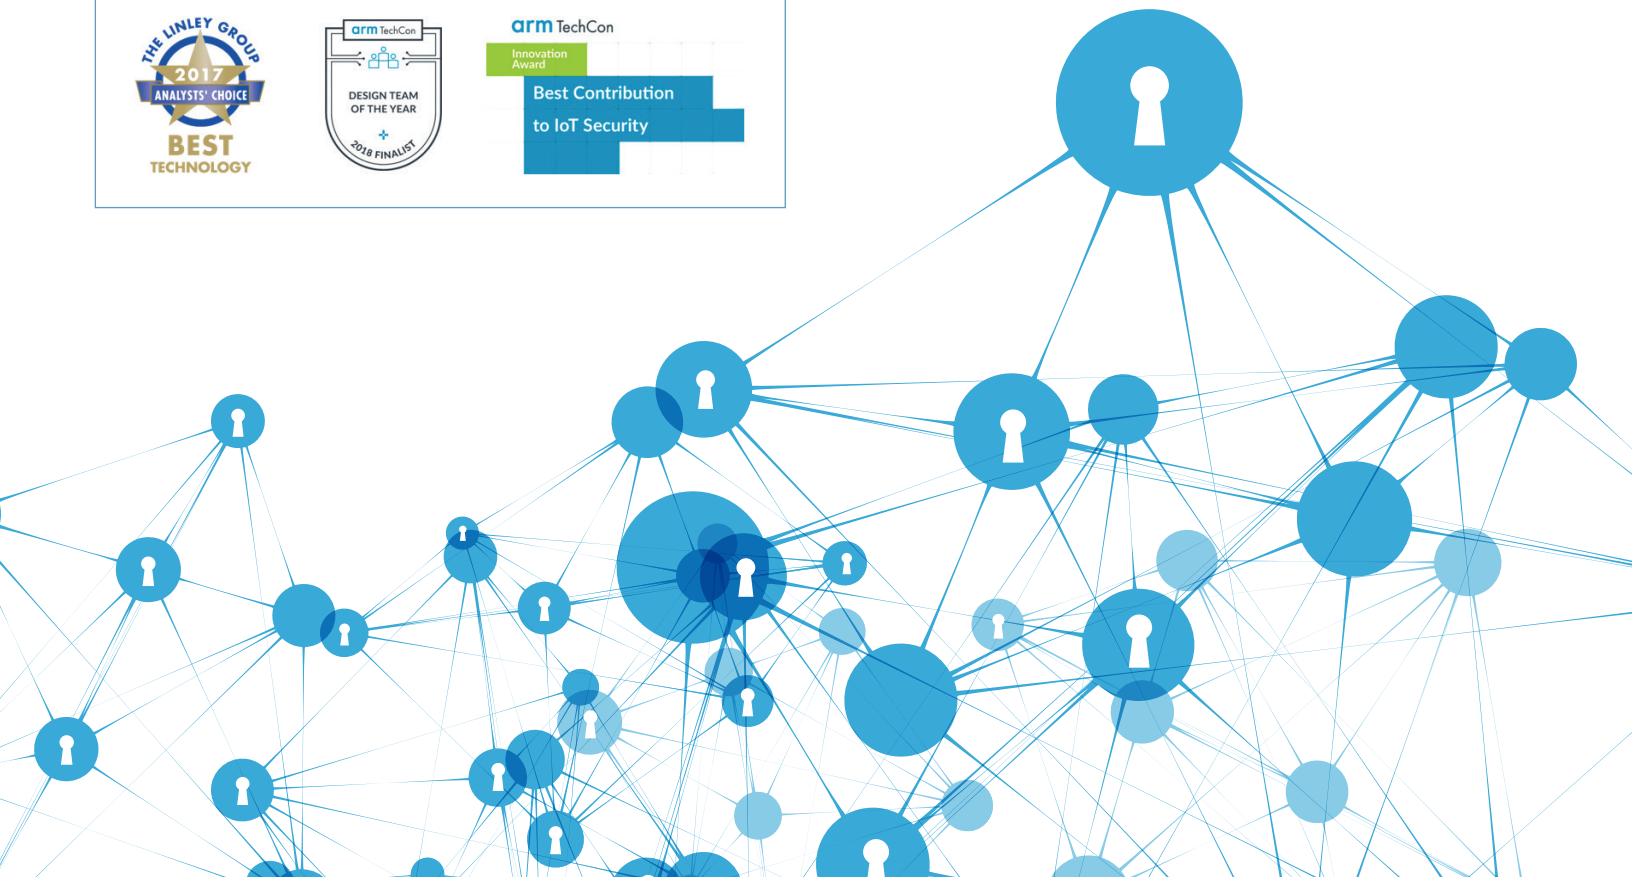 THE LINLEY GROUP
2017
ANALYSTS' CHOICE
BEST
TECHNOLOGY
arm TechCon
DESIGN TEAM
OF THE YEAR
2018 FINALIST
arm TechCon
Innovation
Award
Best Contribution
to IoT Security